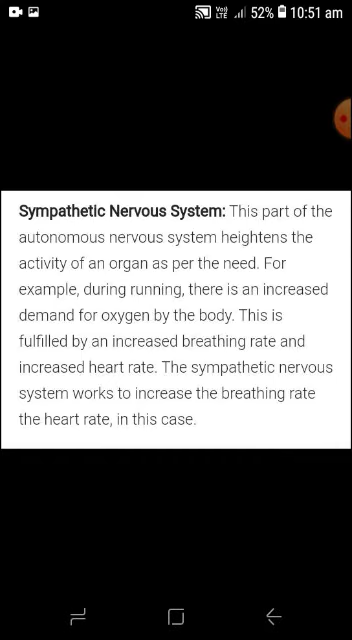 Voı) LTE 52% 10:51 am
Sympathetic Nervous System: This part of the
autonomous nervous system heightens the
activity of an organ as per the need. For
example, during running, there is an increased
demand for oxygen by the body. This is
fulfilled by an increased breathing rate and
increased heart rate. The sympathetic nervous
system works to increase the breathing rate
the heart rate, in this case.